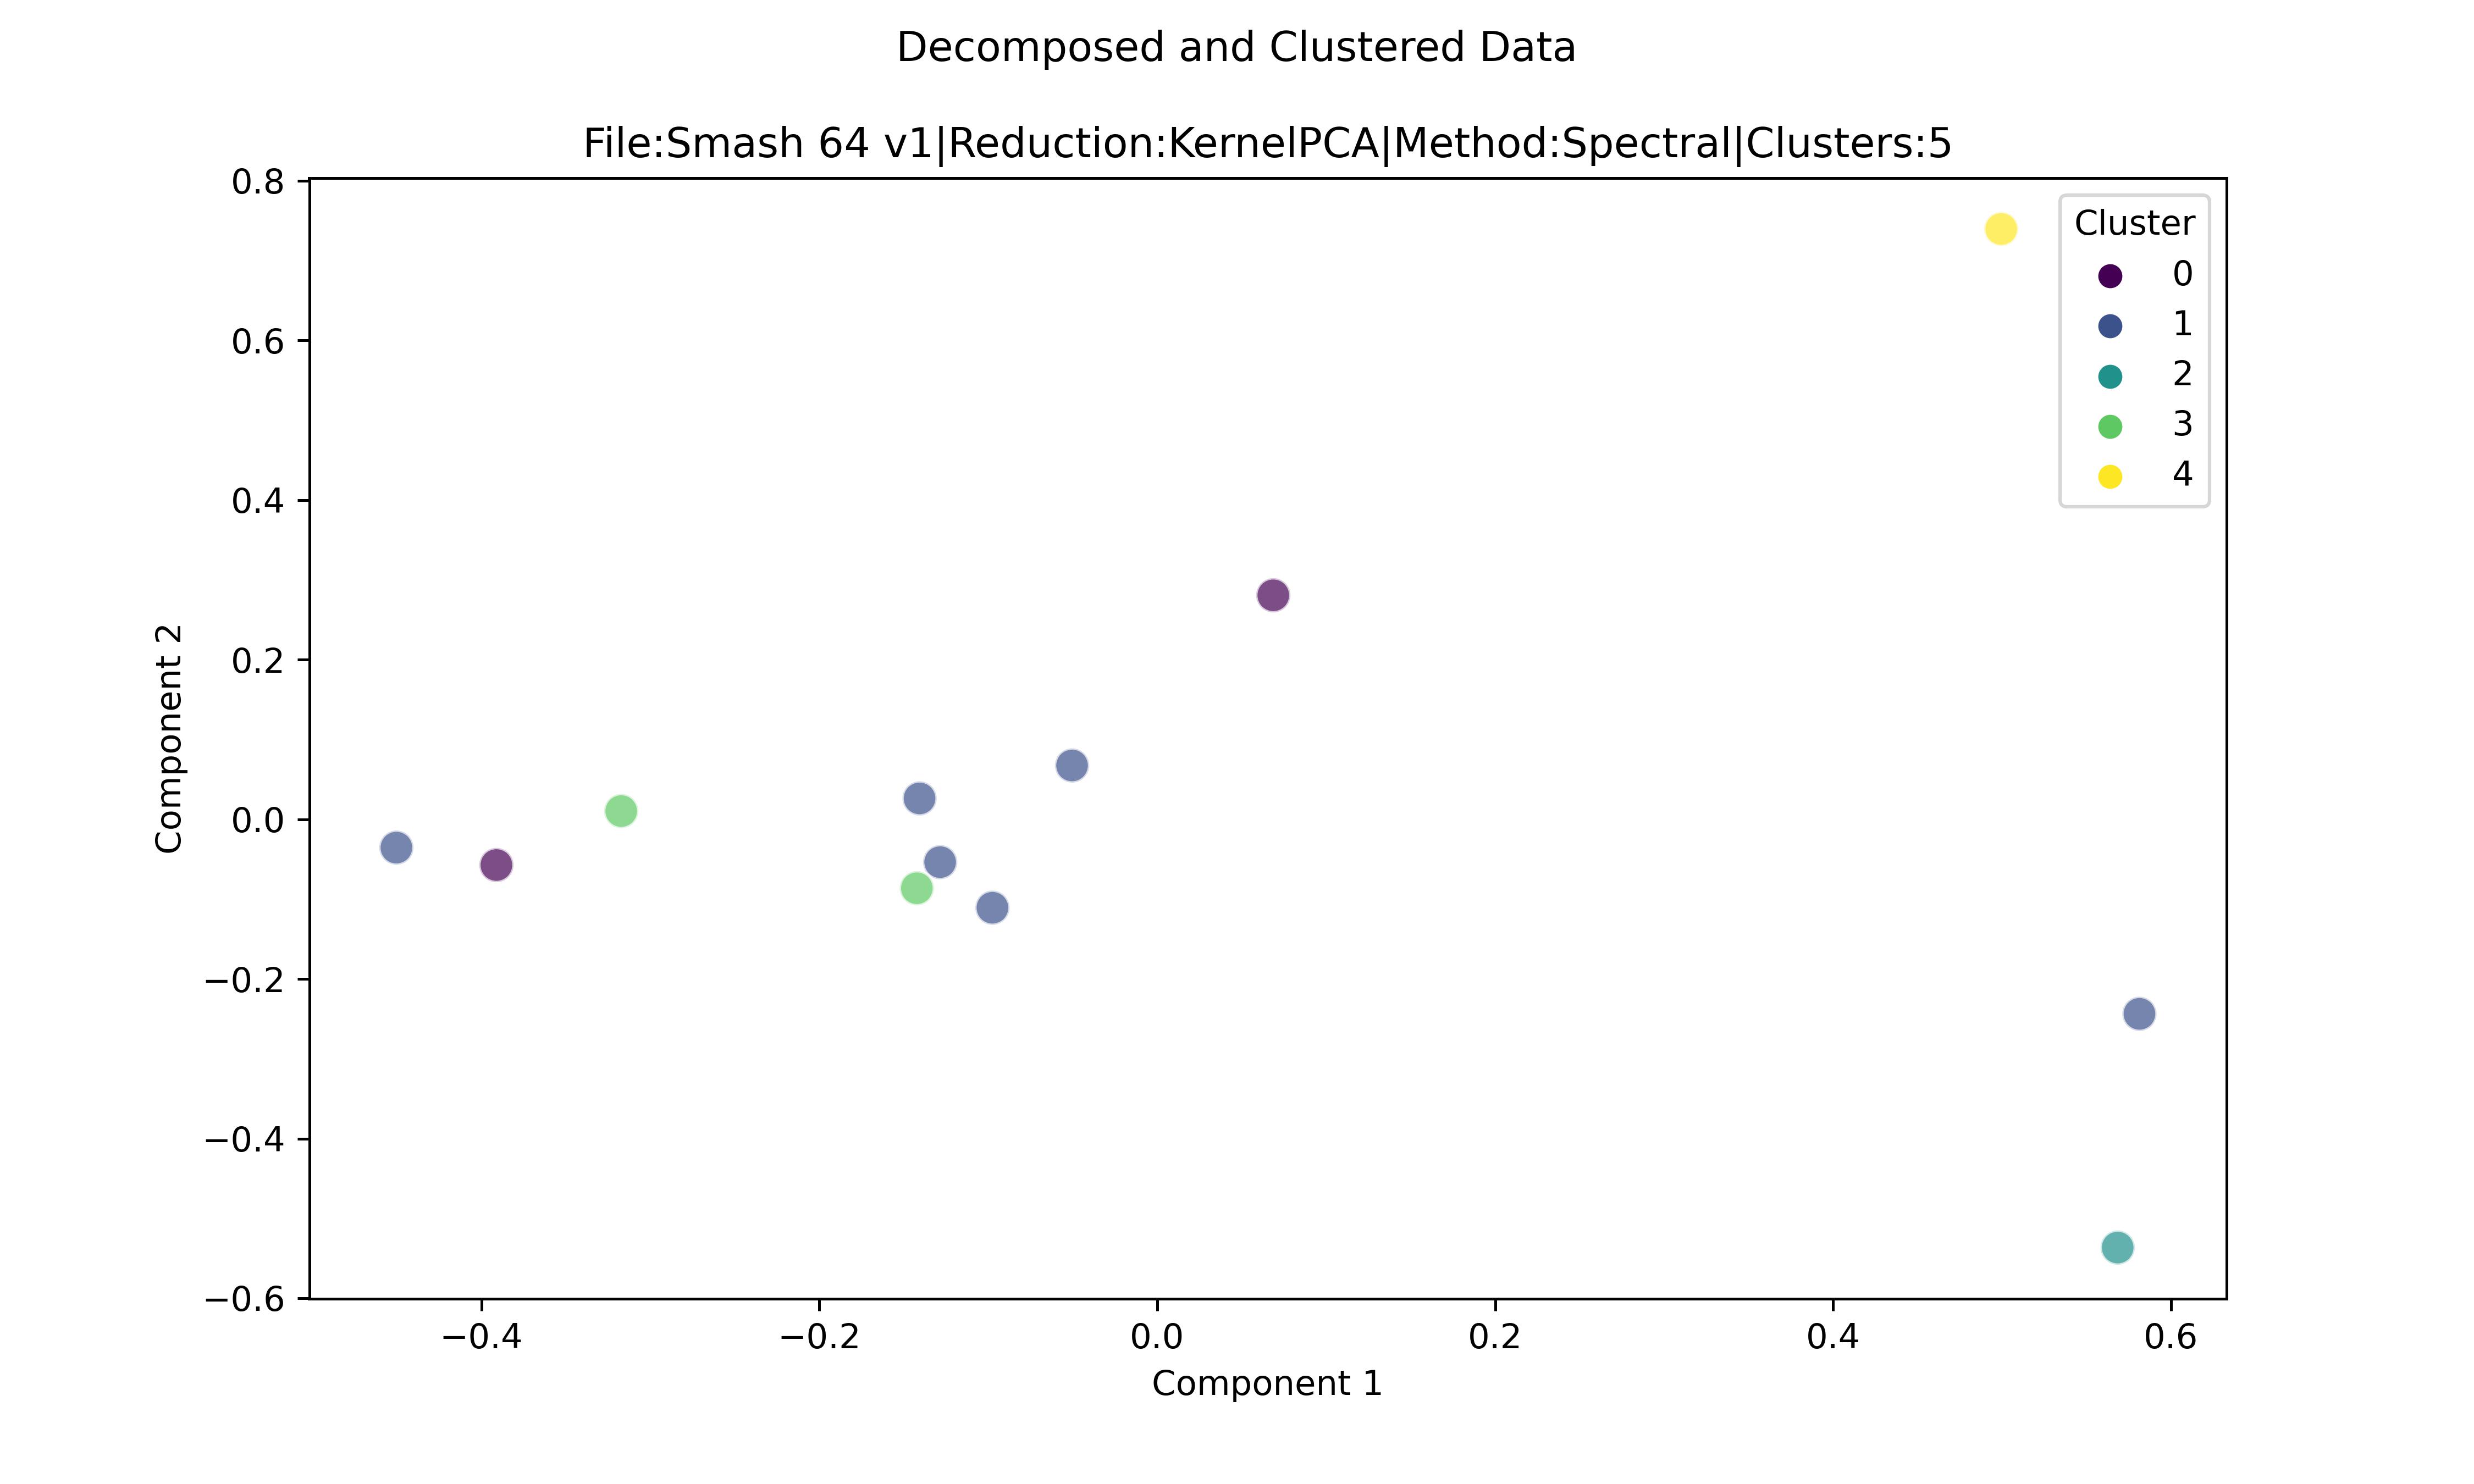 Decomposed and Clustered Data
File:Smash 64 v1|Reduction:KernelPCA|Method:Spectral|Clusters:5
0.8
0.6
0.4
0.2
0.0
−0.2
−0.4
−0.6
Component 2
Cluster
0
1
2
3
4
−0.4 −0.2 0.0 0.2 0.4 0.6
Component 1